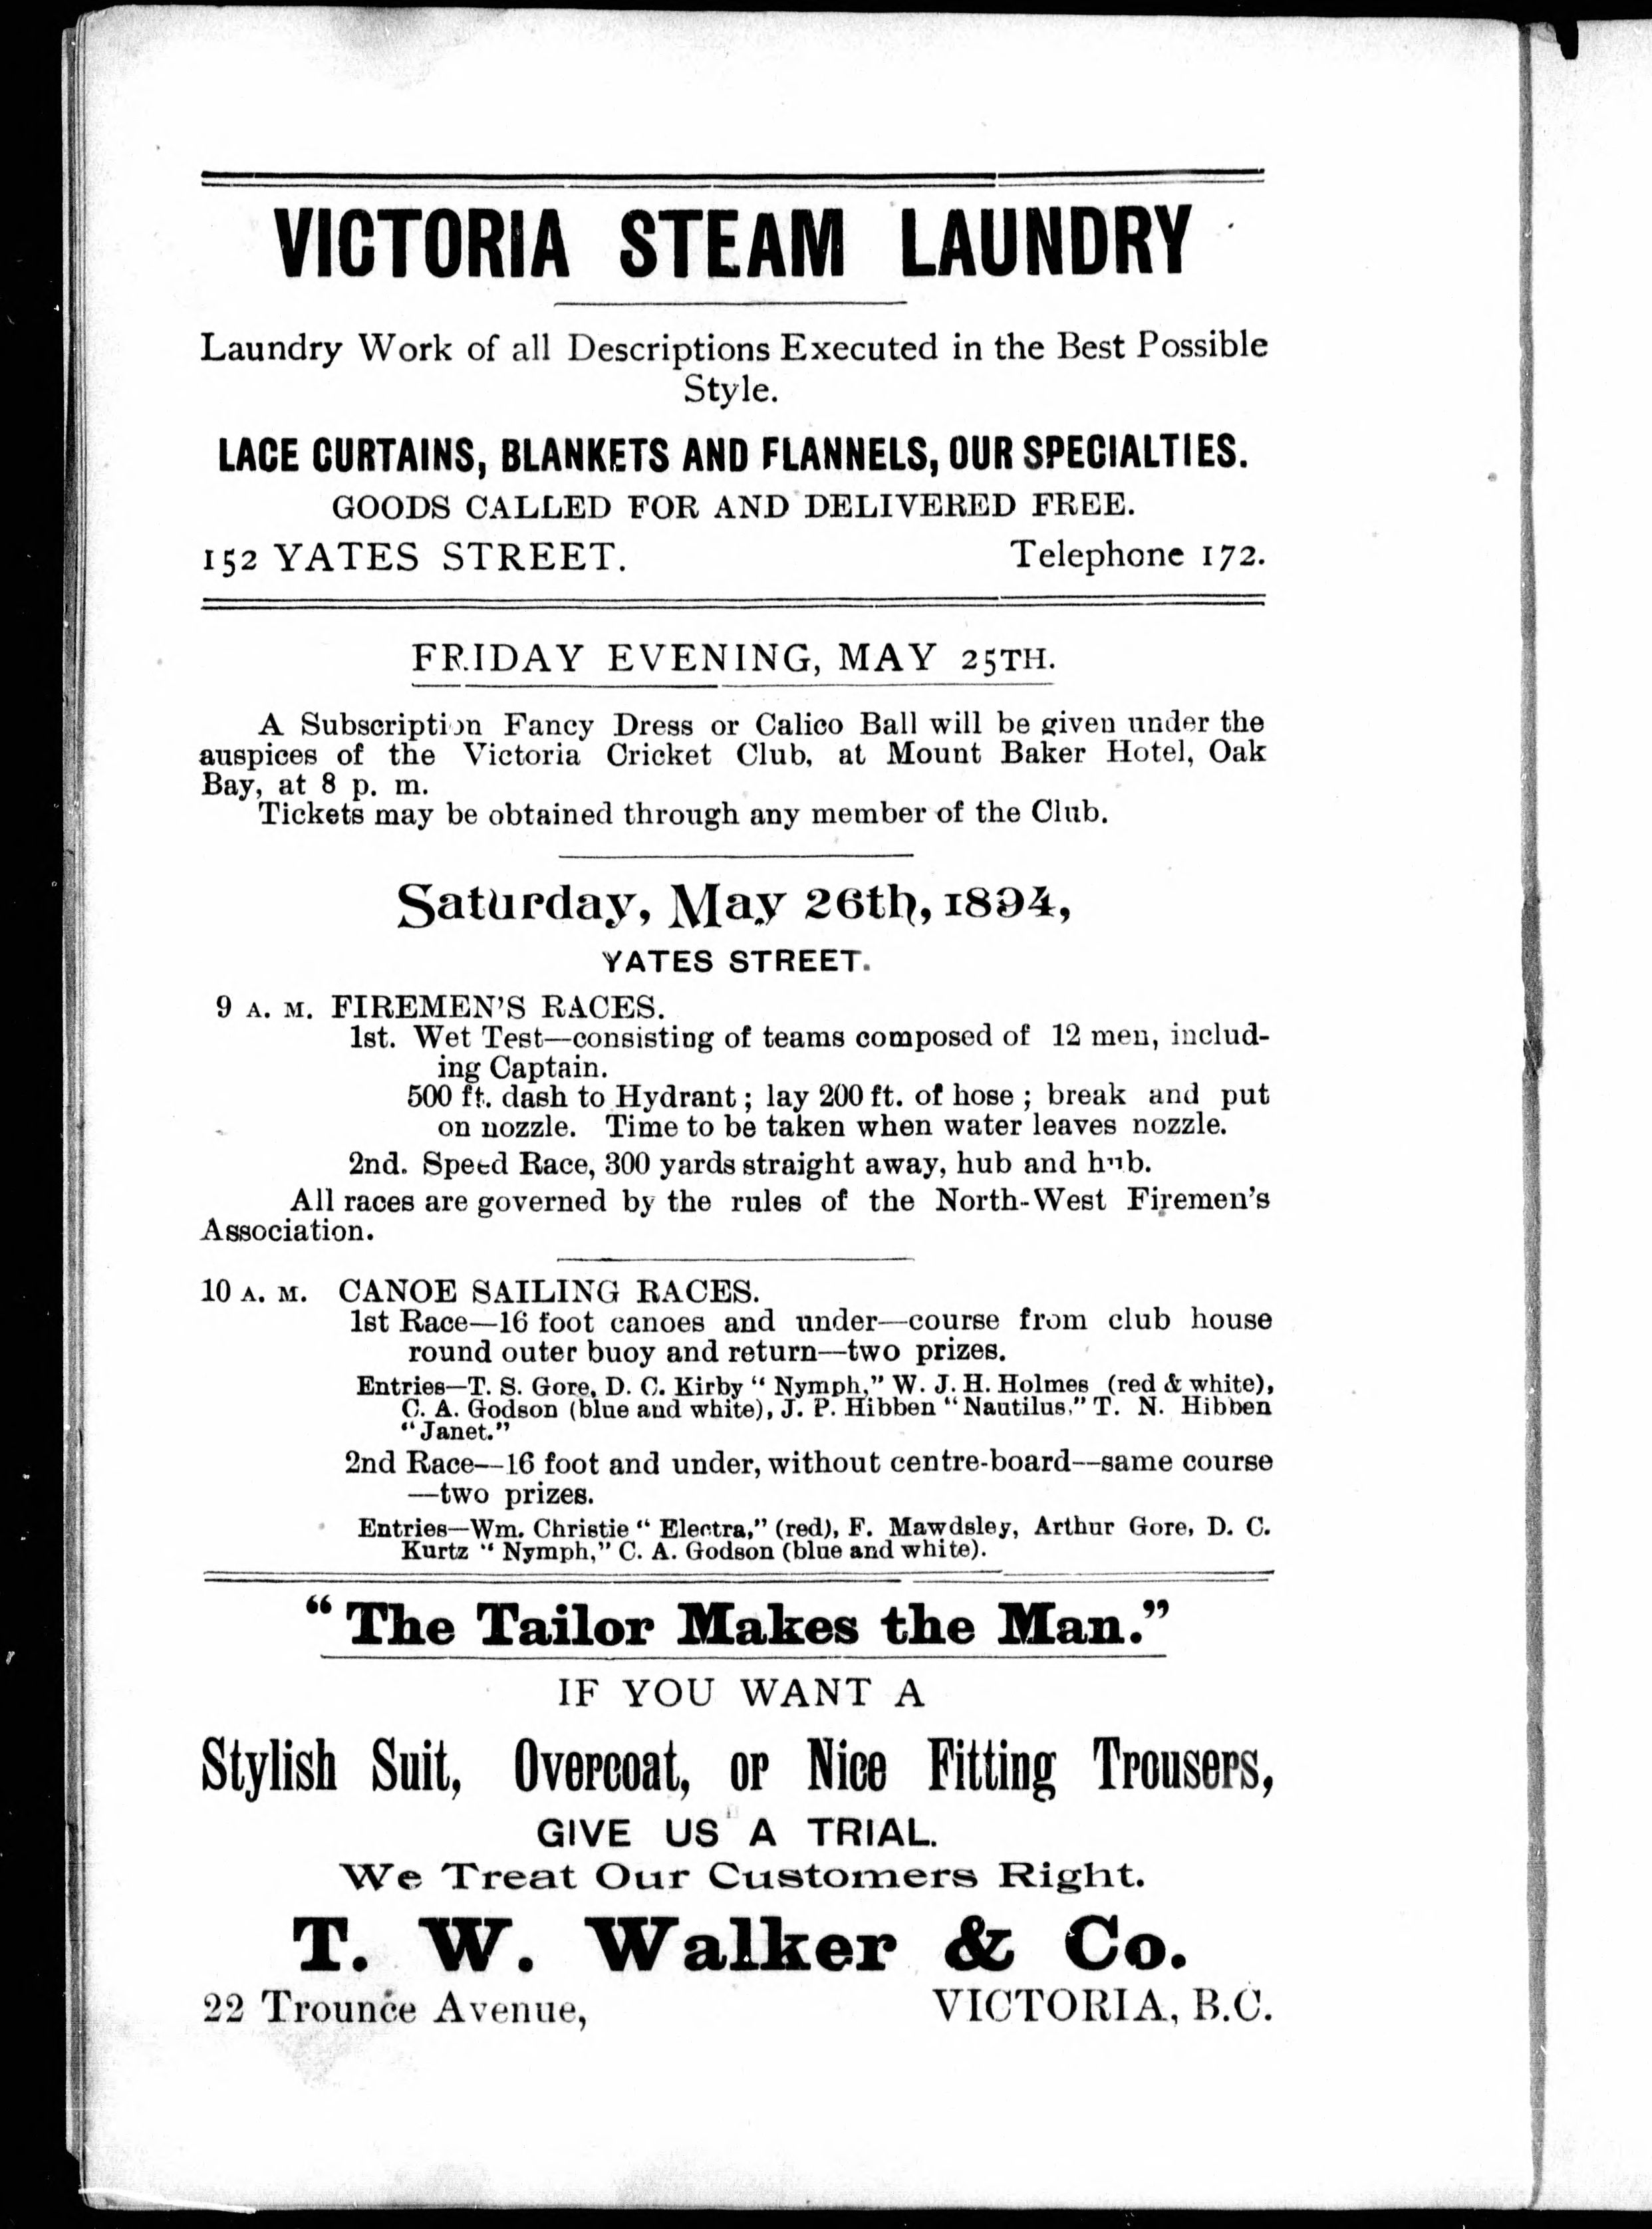 VICTORIA STEAM LAUNDRY
Laundry Work of all Descriptions Executed in the Best Possible
Style.
LACE CURTAINS, BLANKETS AND FLANNELS, OUR SPECIALTIES.
GOODS CALLED FOR AND DELIVERED FREE.
152 YATES STREET. Telephone 172.
FRIDAY EVENING, MAY 25TH.
A Subscription Fancy Dress or Calico Ball will be given under the
auspices of the Victoria Cricket Club, at Mount Baker Hotel, Oak
Bay, at 8 p. m.
Tickets may be obtained through any member of the Club.
Saturday, May 26th, 1894,
YATES STREET.
9 A. M. FIREMEN'S RACES.
1st. Wet Test—consisting of teams composed of 12 men, includ-
ing Captain.
500 ft. dash to Hydrant; lay 200 ft. of hose; break and put
on nozzle. Time to be taken when water leaves nozzle.
2nd. Speed Race, 300 yards straight away, hub and hub.
All races are governed by the rules of the North-West Firemen's
Association.
10 A. M. CANOE SAILING RACES.
1st Race—16 foot canoes and under—course from club house
round outer buoy and return—two prizes.
Entries—T. S. Gore, D. C. Kirby "Nymph," W. J. H. Holmes (red & white),
C. A. Godson (blue and white), J. P. Hibben "Nautilus," T. N. Hibben
"Janet."
2nd Race—16 foot and under, without centre-board—same course
—two prizes.
Entries—Wm. Christie "Electra," (red), F. Mawdsley, Arthur Gore, D. C.
Kurtz "Nymph," C. A. Godson (blue and white).
"The Tailor Makes the Man."
IF YOU WANT A
Stylish Suit, Overcoat, or Nice Fitting Trousers,
GIVE US A TRIAL.
We Treat Our Customers Right.
T. W. Walker & Co.
22 Trounce Avenue, VICTORIA, B.C.